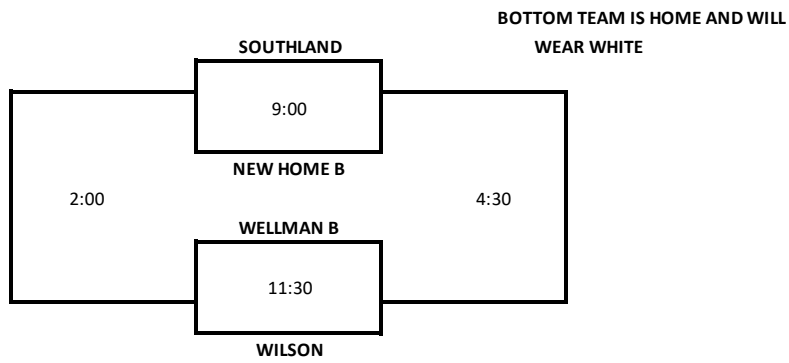 BOTTOM TEAM IS HOME AND WILL
WEAR WHITE
SOUTHLAND
9:00
NEW HOME B
2:00
4:30
WELLMAN B
11:30
WILSON